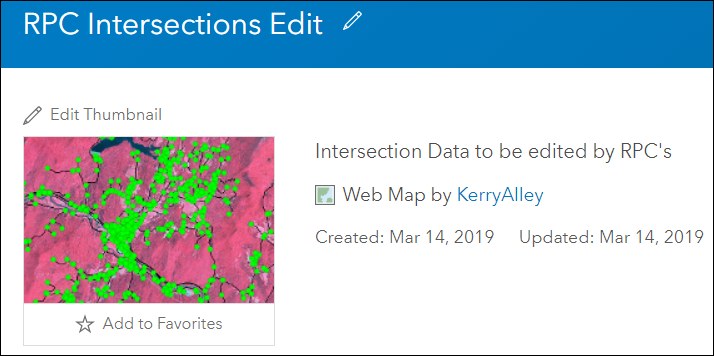 RPC Intersections Edit
Edit Thumbnail
Intersection Data to be edited by RPC's
Web Map by KerryAlley
Created: Mar 14, 2019 Updated: Mar 14, 2019
Add to Favorites